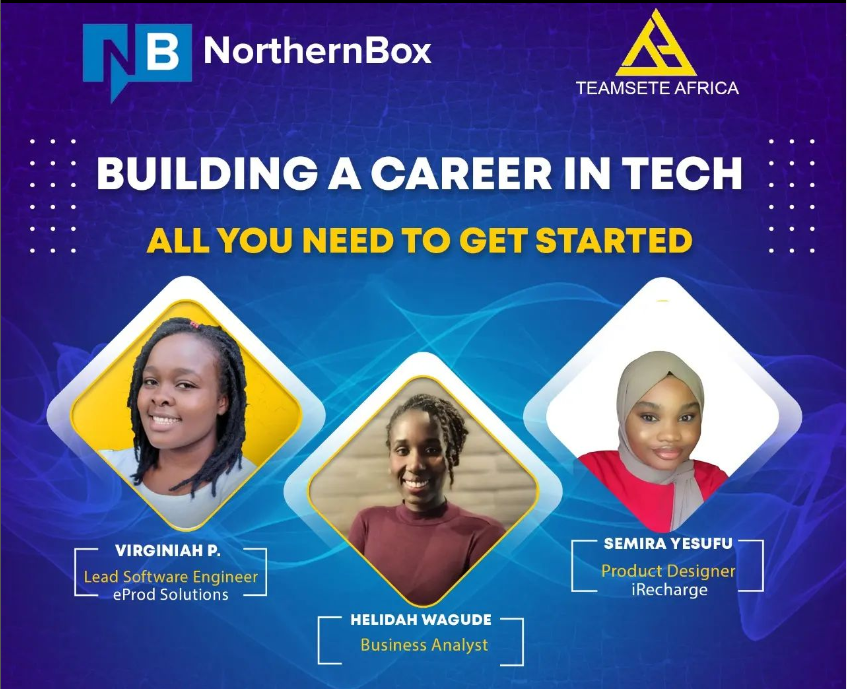 NB NorthernBox
TEAMSETE AFRICA
BUILDING A CAREER IN TECH
ALL YOU NEED TO GET STARTED
VIRGINIAH P.
Lead Software Engineer
eProd Solutions
HELIDAH WAGUDE
Business Analyst
SEMIRA YESUFU
Product Designer
iRecharge